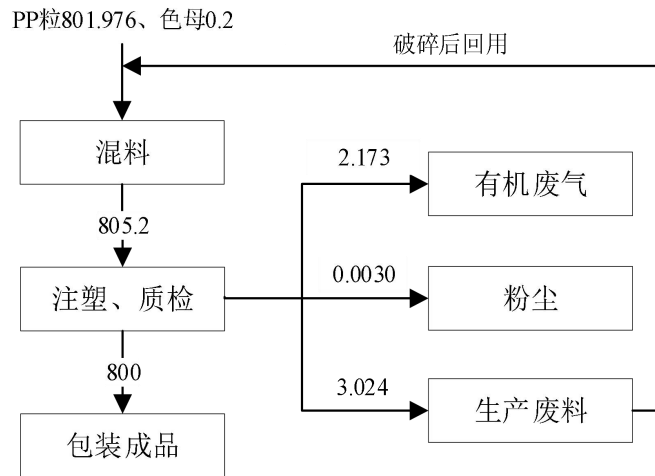 PP粒801.976、色母0.2
破碎后回用
混料
2.173
有机废气
805.2
注塑、质检
0.0030
粉尘
800
3.024
生产废料
包装成品